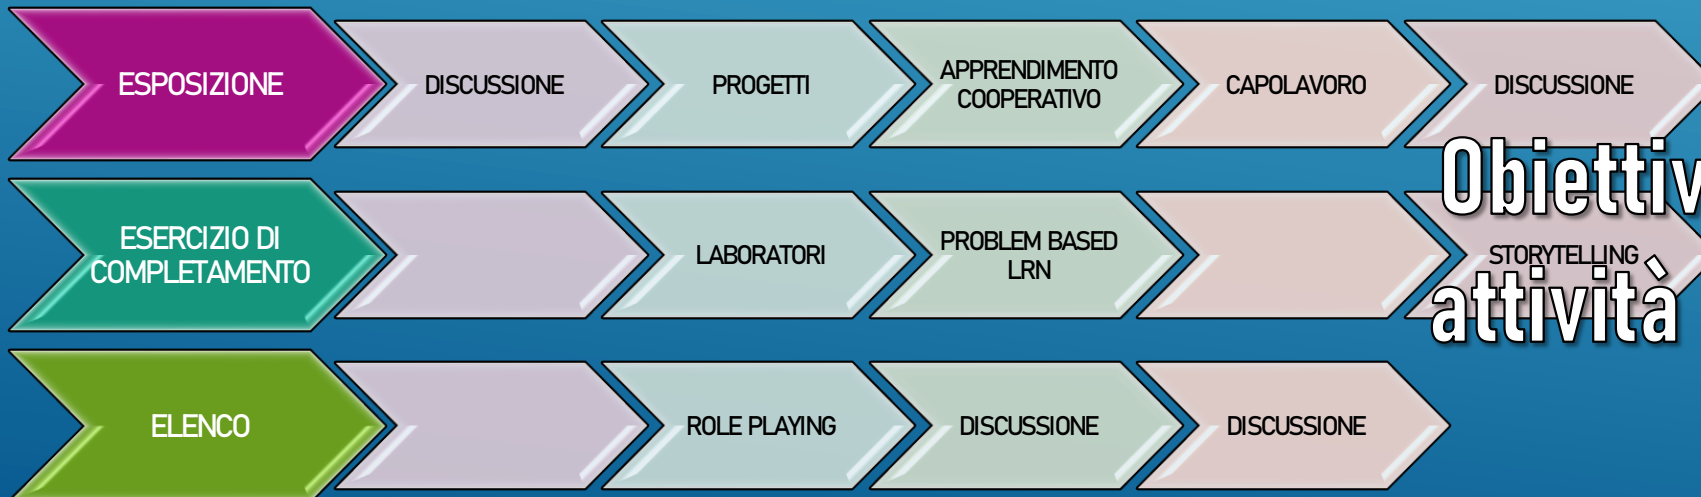 ESPOSIZIONE
DISCUSSIONE
PROGETTI
APPRENDIMENTO
COOPERATIVO
CAPOLAVORO
DISCUSSIONE
Obiettiv
attività
ESERCIZIO DI
COMPLETAMENTO
LABORATORI
PROBLEM BASED
LRN
STORYTELLING
ELENCO
ROLE PLAYING
DISCUSSIONE
DISCUSSIONE